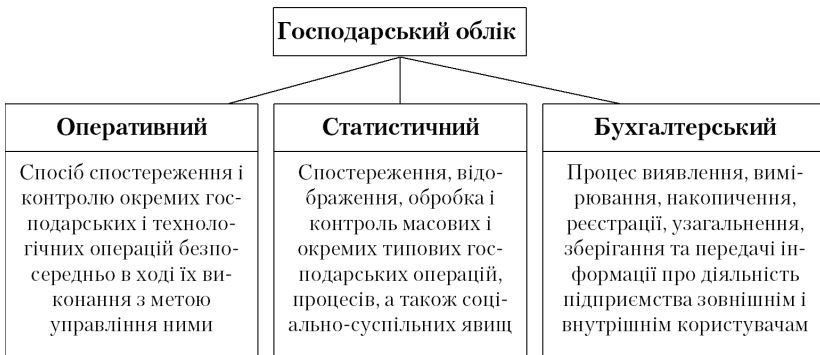 Господарський облік
Оперативний
Спосіб спостереження і
контролю окремих гос-
подарських і техноло-
гічних операцій безпо-
середньо в ході їх ви-
конання з метою
управління ними
Статистичний
Спостереження, відо-
браження, обробка і
контроль масових і
окремих типових гос-
подарських операцій,
процесів, а також соці-
ально-суспільних явищ
Бухгалтерський
Процес виявлення, вимі-
рювання, накопичення,
реєстрації, узагальнення,
зберігання та передачі ін-
формації про діяльність
підприємства зовнішнім і
внутрішнім користувачам